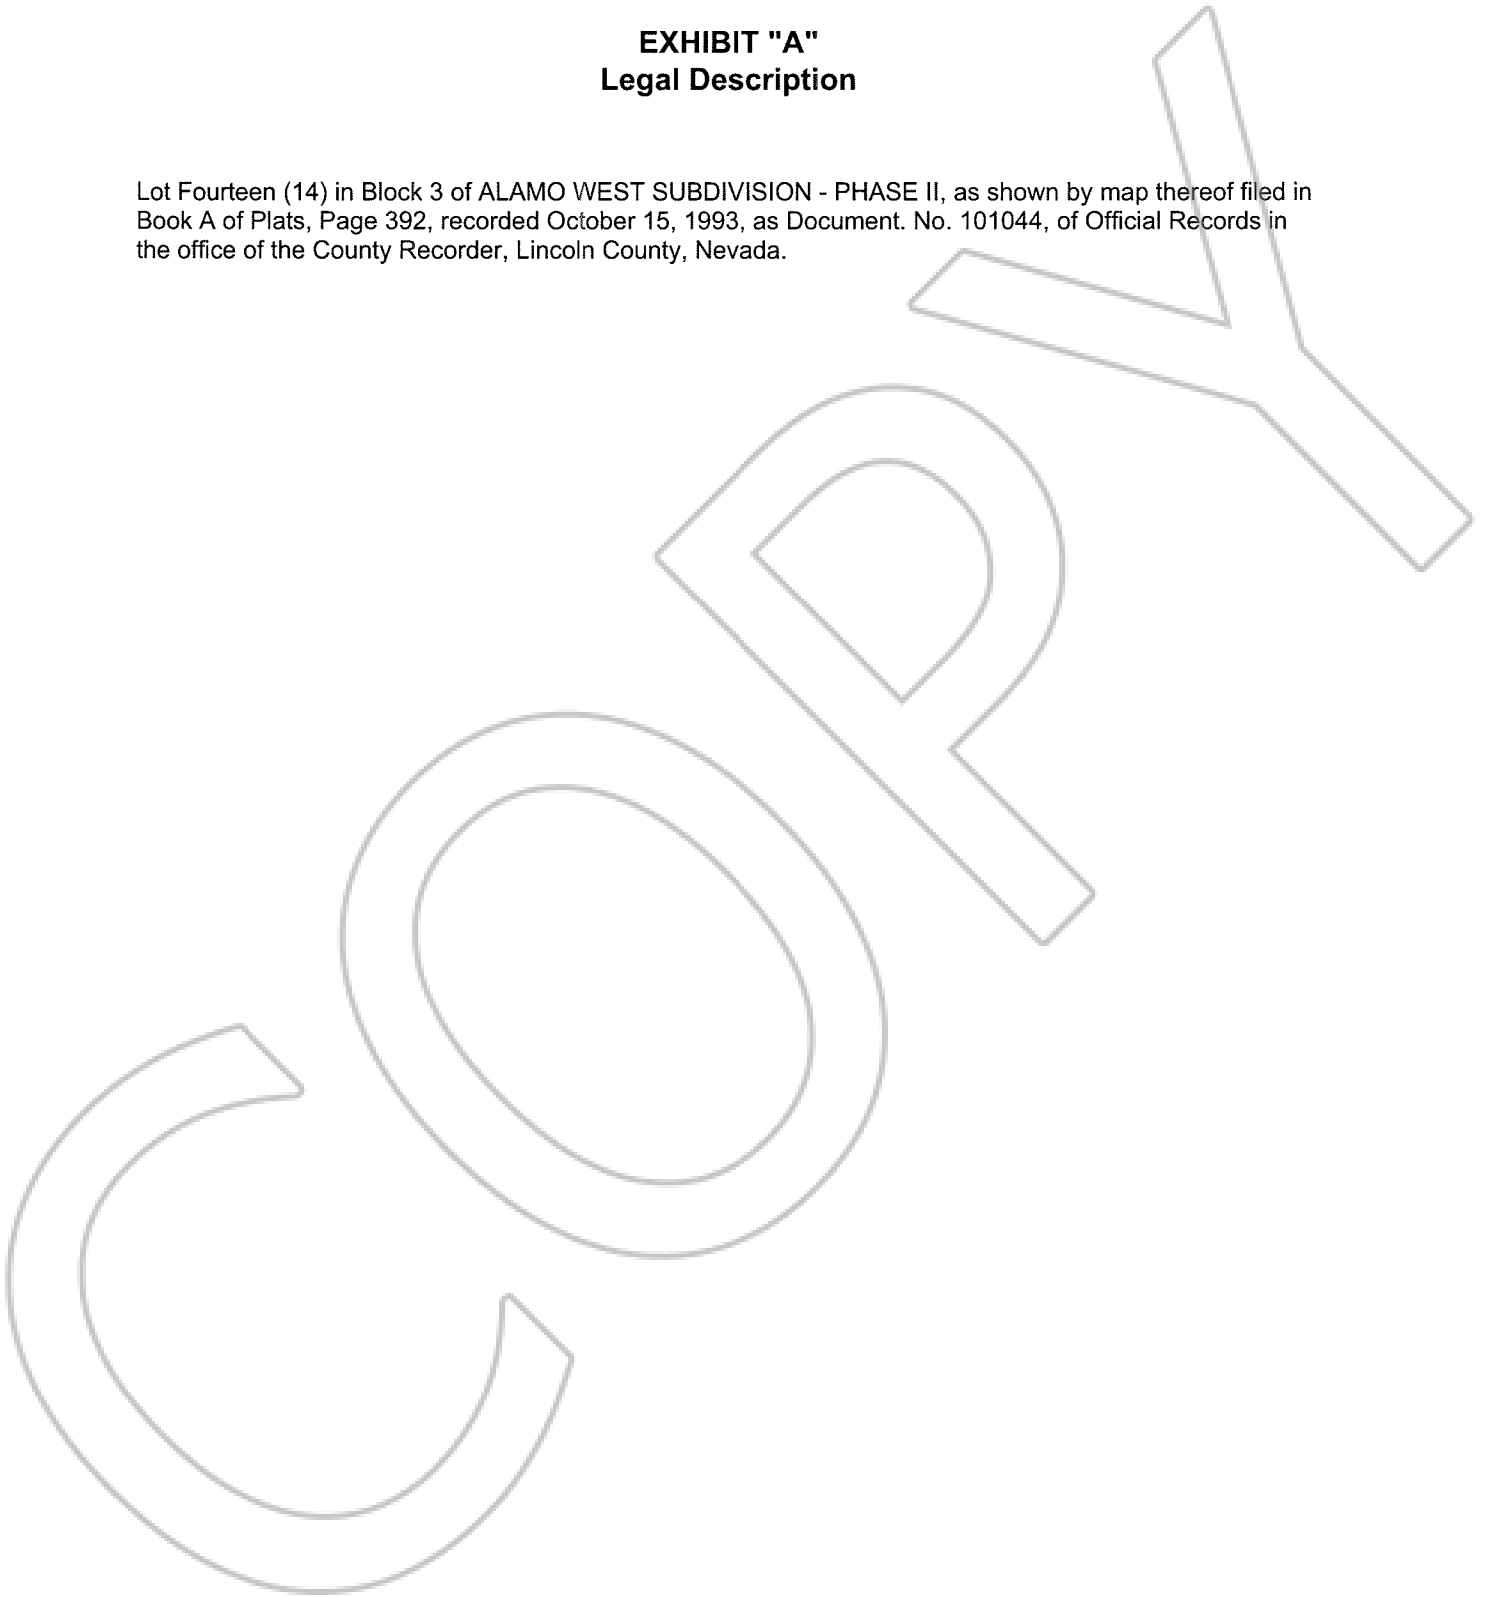 EXHIBIT "A"
Legal Description
Lot Fourteen (14) in Block 3 of ALAMO WEST SUBDIVISION - PHASE II, as shown by map thereof filed in
Book A of Plats, Page 392, recorded October 15, 1993, as Document. No. 101044, of Official Records in
the office of the County Recorder, Lincoln County, Nevada.
COPY